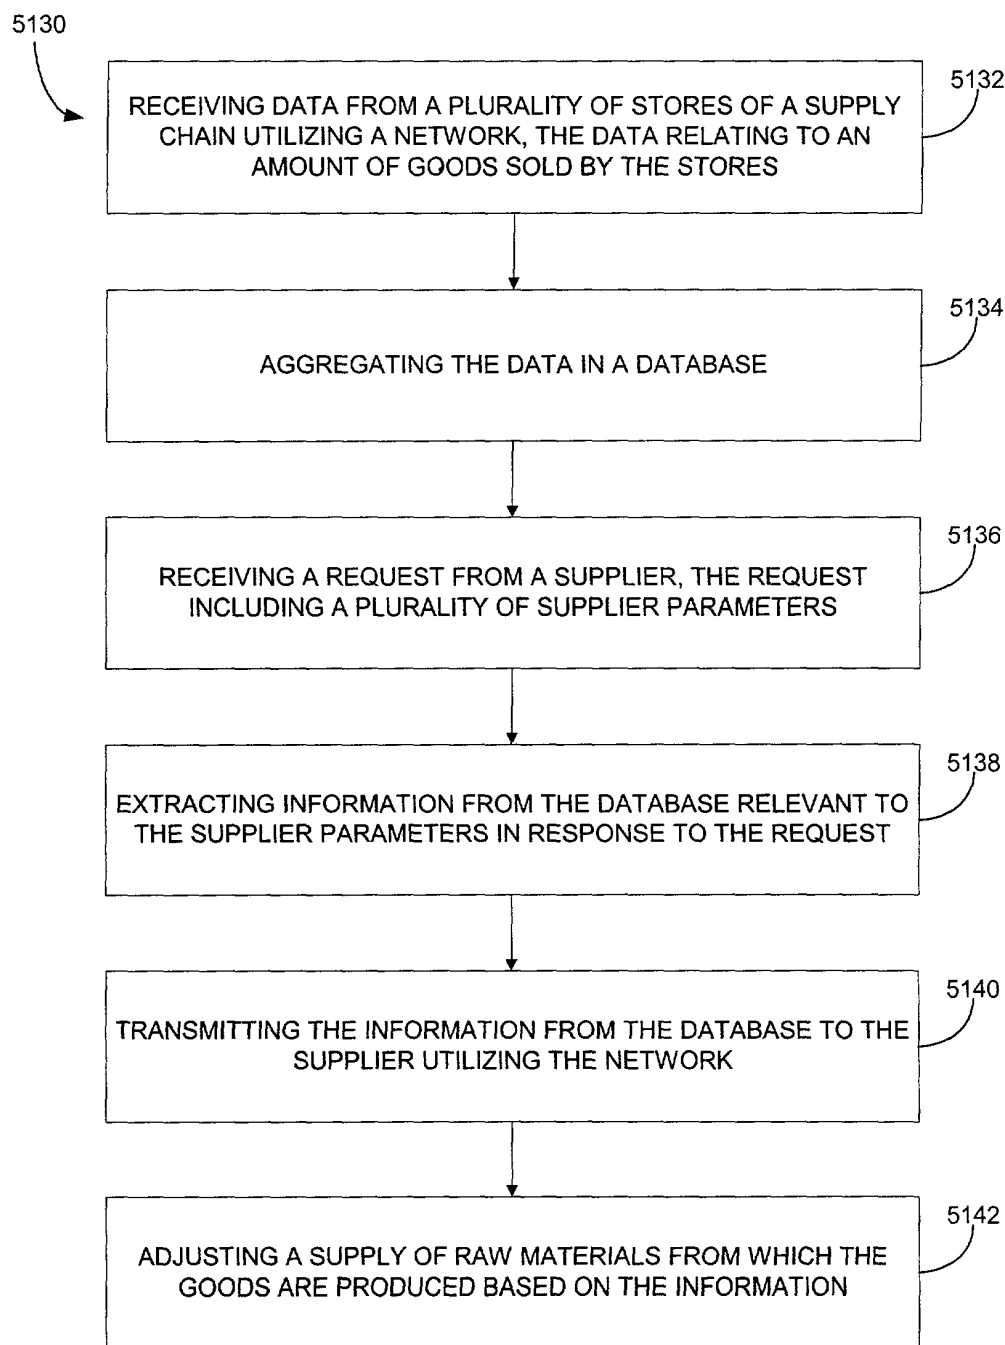 5130
RECEIVING DATA FROM A PLURALITY OF STORES OF A SUPPLY
CHAIN UTILIZING A NETWORK, THE DATA RELATING TO AN
AMOUNT OF GOODS SOLD BY THE STORES
5132
AGGREGATING THE DATA IN A DATABASE
5134
RECEIVING A REQUEST FROM A SUPPLIER, THE REQUEST
INCLUDING A PLURALITY OF SUPPLIER PARAMETERS
5136
EXTRACTING INFORMATION FROM THE DATABASE RELEVANT TO
THE SUPPLIER PARAMETERS IN RESPONSE TO THE REQUEST
5138
TRANSMITTING THE INFORMATION FROM THE DATABASE TO THE
SUPPLIER UTILIZING THE NETWORK
5140
ADJUSTING A SUPPLY OF RAW MATERIALS FROM WHICH THE
GOODS ARE PRODUCED BASED ON THE INFORMATION
5142